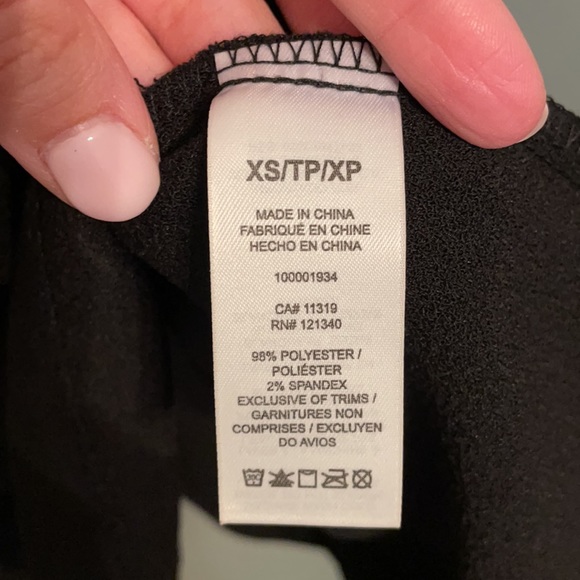 XS/TP/XP
MADE IN CHINA
FABRIQUÉ EN CHINE
HECHO EN CHINA
100001934
CA# 11319
RN# 121340
98% POLYESTER /
POLIÉSTER
2% SPANDEX
EXCLUSIVE OF TRIMS /
GARNITURES NON
COMPRISES / EXCLUYEN
DO AVIOS